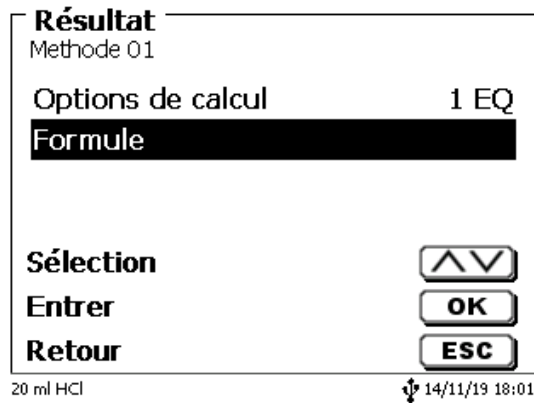 Résultat
Methode 01
Options de calcul 1 EQ
Formule
Sélection
Entrer OK
Retour ESC
20 ml HCl 14/11/19 18:01